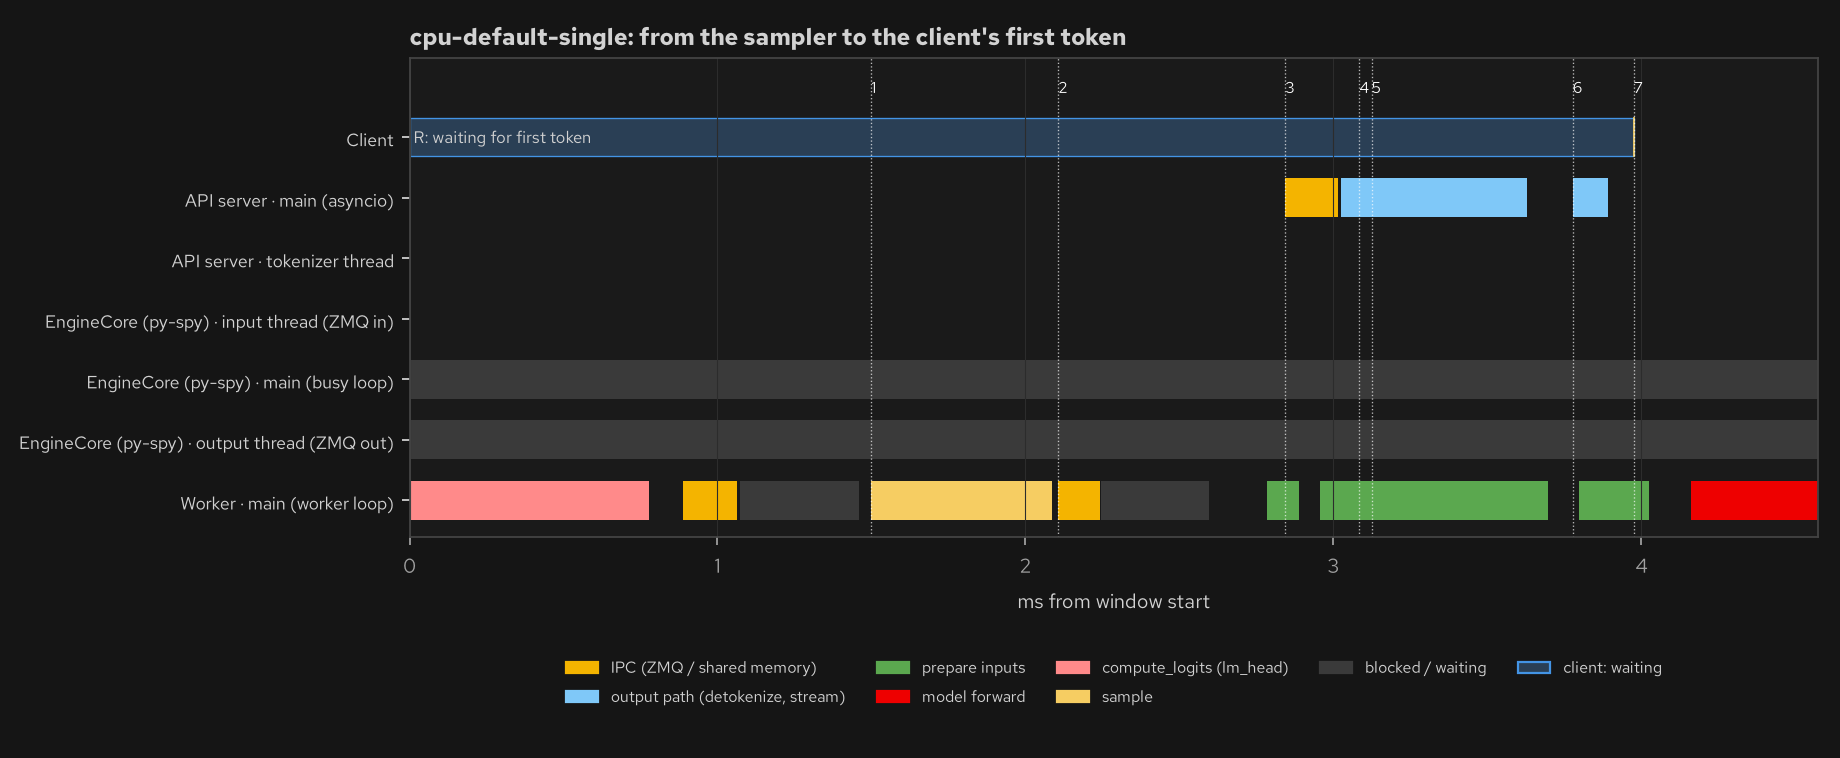 cpu-default-single: from the sampler to the client's first token
1 2 3 4 5 6 7
Client
R: waiting for first token
API server · main (asyncio)
API server · tokenizer thread
EngineCore (py-spy) · input thread (ZMQ in)
EngineCore (py-spy) · main (busy loop)
EngineCore (py-spy) · output thread (ZMQ out)
Worker · main (worker loop)
0 1 2 3 4
ms from window start
IPC (ZMQ / shared memory) prepare inputs compute_logits (lm_head) blocked / waiting client: waiting
output path (detokenize, stream) model forward sample